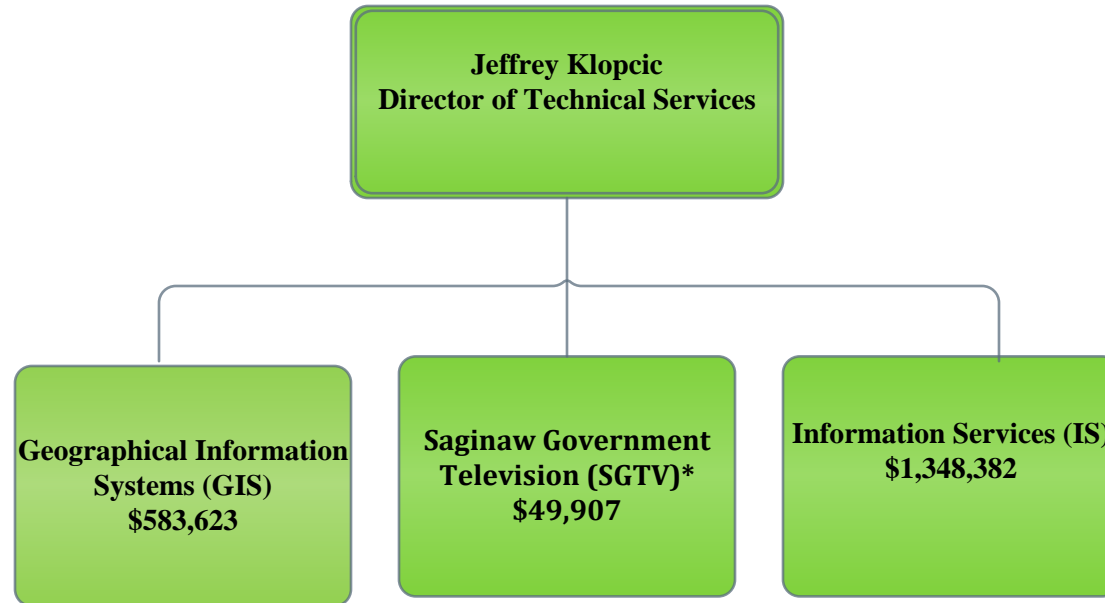 Jeffrey Klopcic
Director of Technical Services
Geographical Information
Systems (GIS)
$583,623
Saginaw Government
Television (SGTV)*
$49,907
Information Services (IS)
$1,348,382